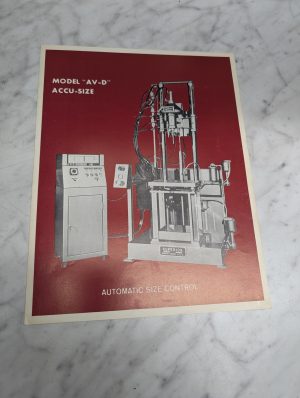 MODEL "AV-D"
ACCU-SIZE
AUTOMATIC SIZE CONTROL